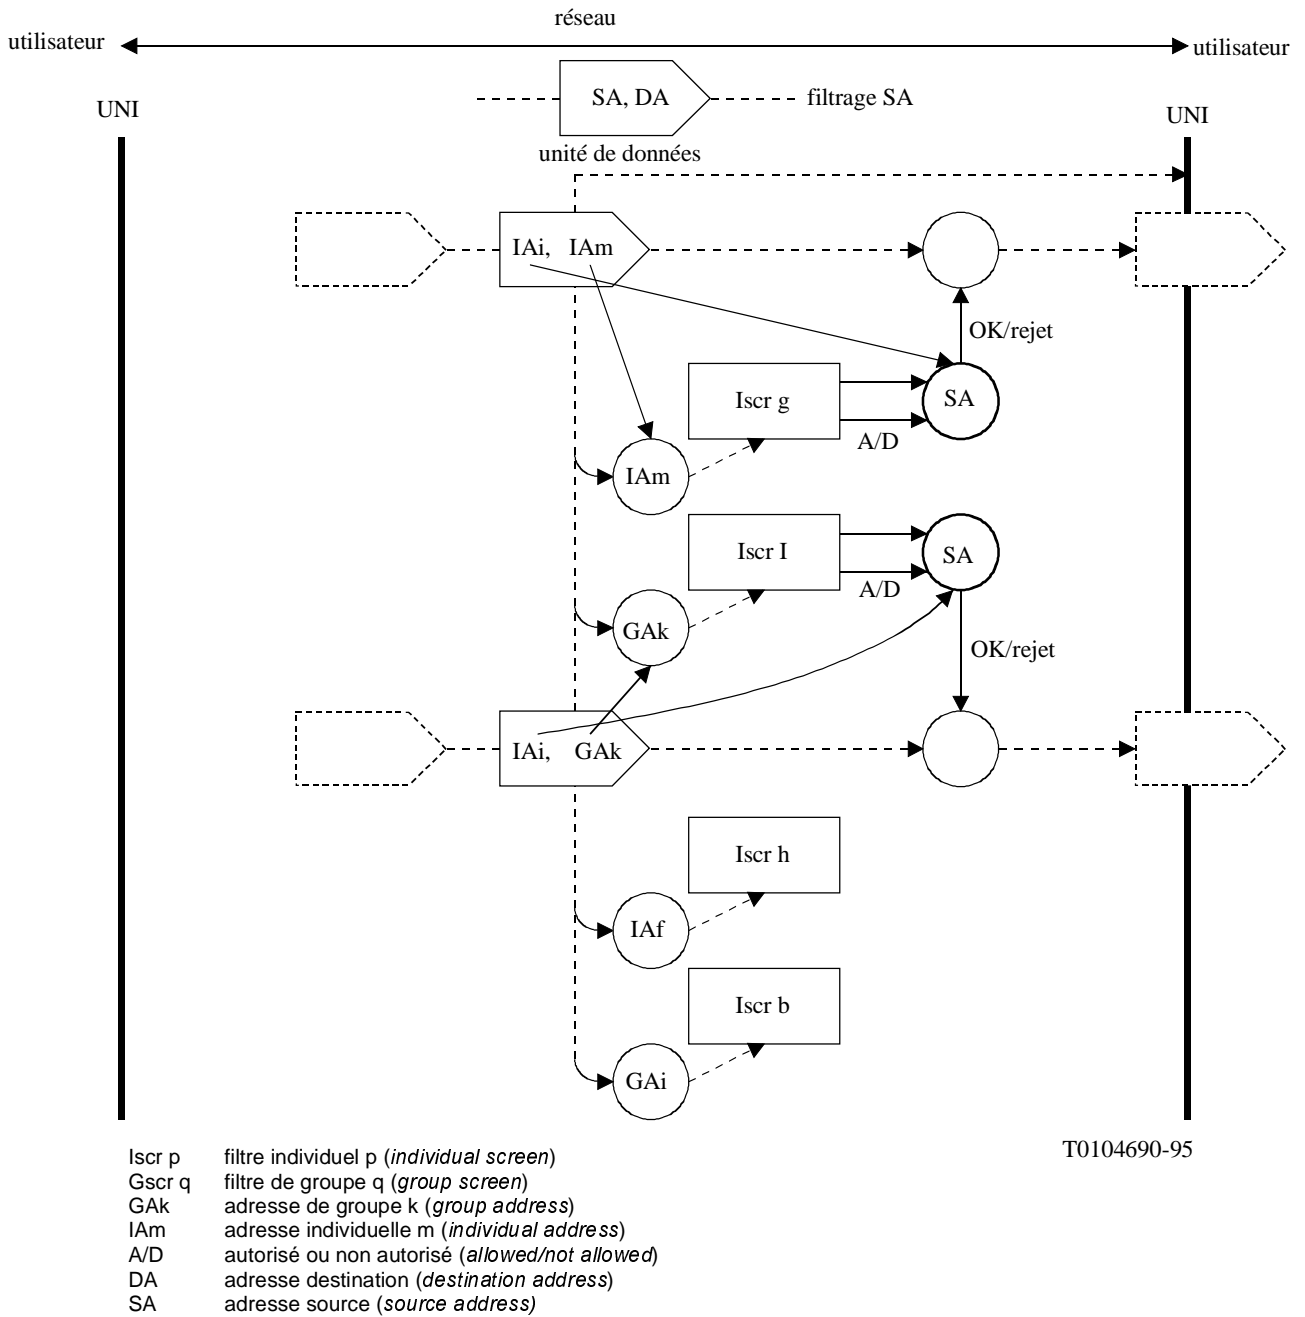 réseau
utilisateur
utilisateur
UNI
SA, DA
filtrage SA
UNI
unité de données
IAi, IAm
OK/rejet
Iscr g
SA
A/D
IAm
Iscr I
SA
A/D
GAk
OK/rejet
IAi, GAk
Iscr h
IAf
Iscr b
GAi
T0104690-95
Iscr p filtre individuel p (individual screen)
Gscr q filtre de groupe q (group screen)
GAk adresse de groupe k (group address)
IAm adresse individuelle m (individual address)
A/D autorisé ou non autorisé (allowed/not allowed)
DA adresse destination (destination address)
SA adresse source (source address)